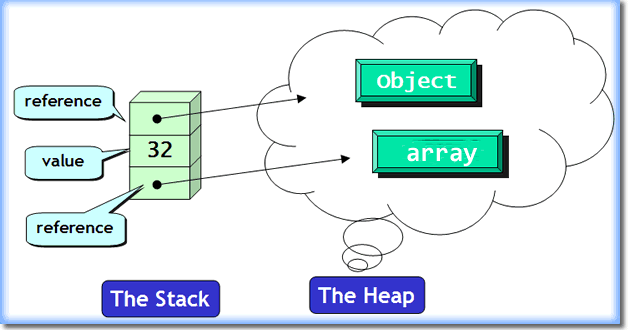 reference
Object
value
32
array
reference
The Stack
The Heap